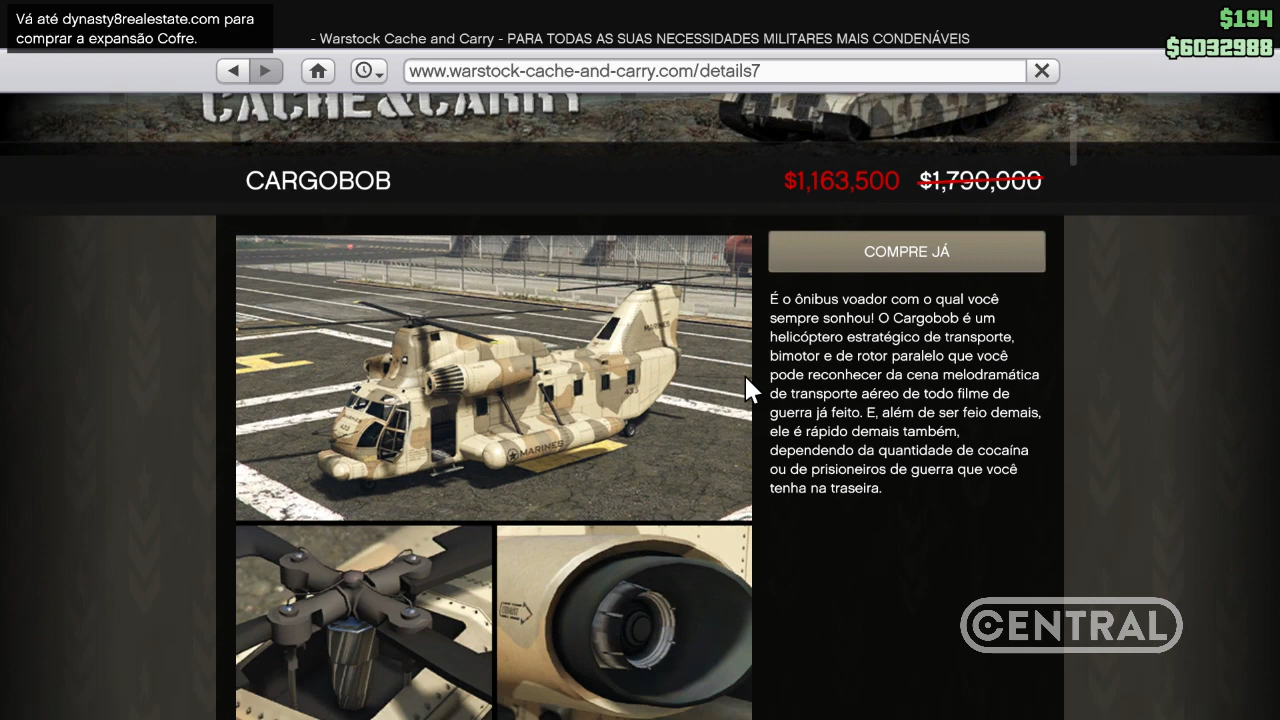 Vá até dynasty8realestate.com para
comprar a expansão Cofre.
- Warstock Cache and Carry - PARA TODAS AS SUAS NECESSIDADES MILITARES MAIS CONDENÁVEIS
$194
$6032988
www.warstock-cache-and-carry.com/details7
CACHE&CARRY
CARGOBOB
$1,163,500 $1,790,000
COMPRE JÁ
É o ônibus voador com o qual você
sempre sonhou! O Cargobob é um
helicóptero estratégico de transporte,
bimotor e de rotor paralelo que você
pode reconhecer da cena melodramática
de transporte aéreo de todo filme de
guerra já feito. E, além de ser feio demais,
ele é rápido demais também,
dependendo da quantidade de cocaína
ou de prisioneiros de guerra que você
tenha na traseira.
MARINES
MARINES
CENTRAL